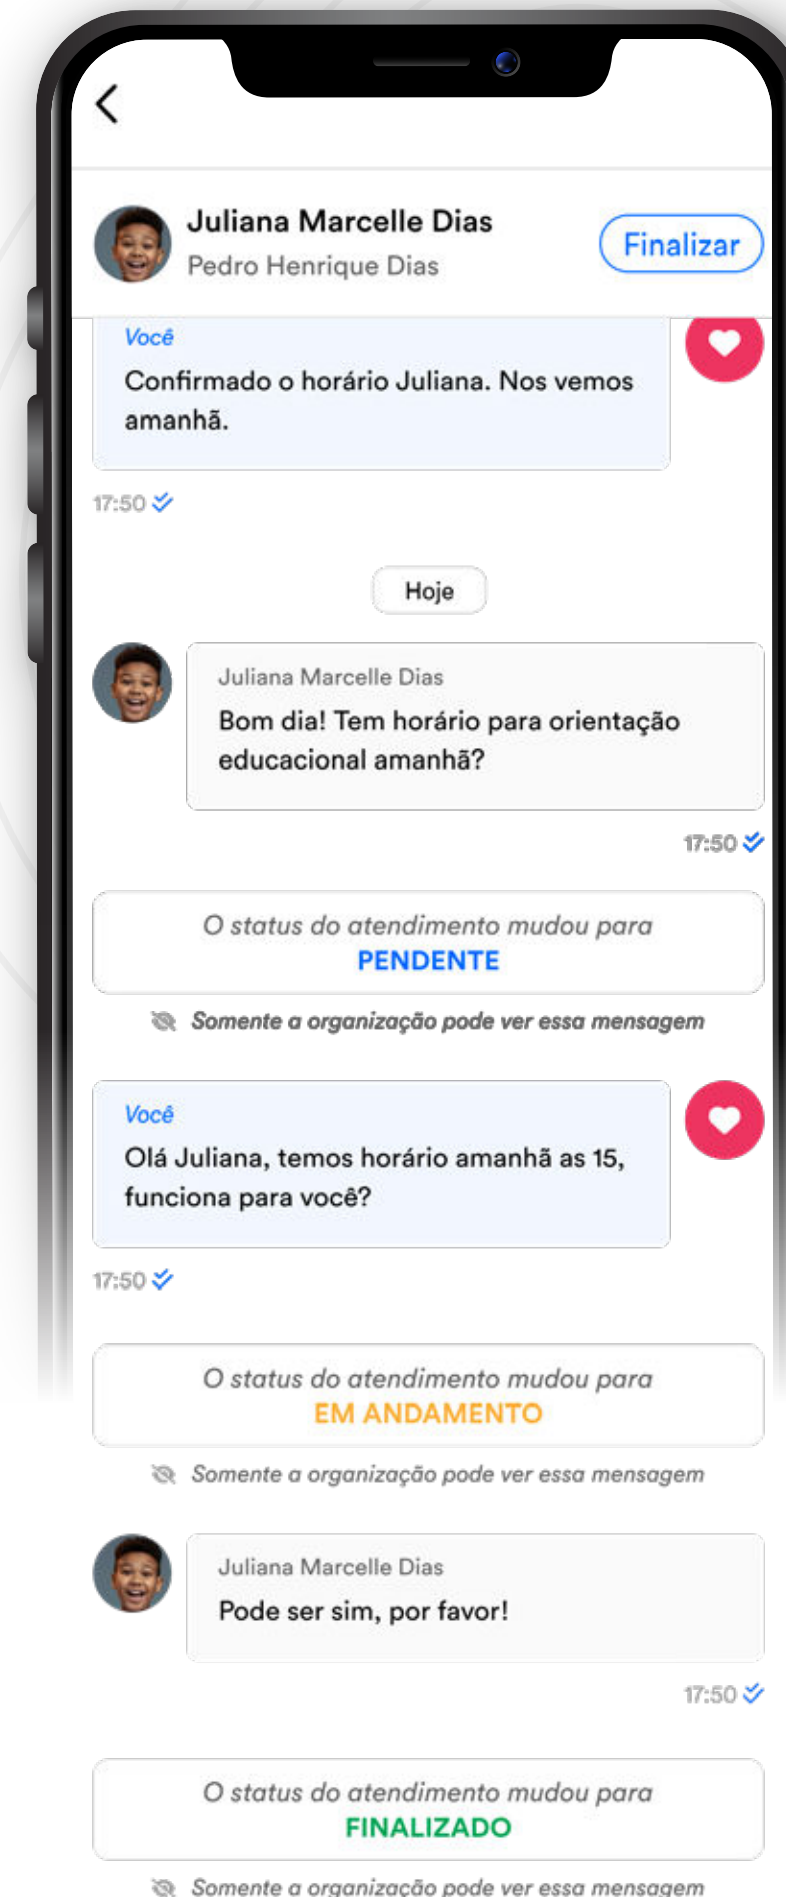 Juliana Marcelle Dias
Pedro Henrique Dias
Finalizar
Você
Confirmado o horário Juliana. Nos vemos
amanhã.
17:50
Hoje
Juliana Marcelle Dias
Bom dia! Tem horário para orientação
educacional amanhã?
17:50
O status do atendimento mudou para
PENDENTE
Somente a organização pode ver essa mensagem
Você
Olá Juliana, temos horário amanhã as 15,
funciona para você?
17:50
O status do atendimento mudou para
EM ANDAMENTO
Somente a organização pode ver essa mensagem
Juliana Marcelle Dias
Pode ser sim, por favor!
17:50
O status do atendimento mudou para
FINALIZADO
Somente a organização pode ver essa mensagem